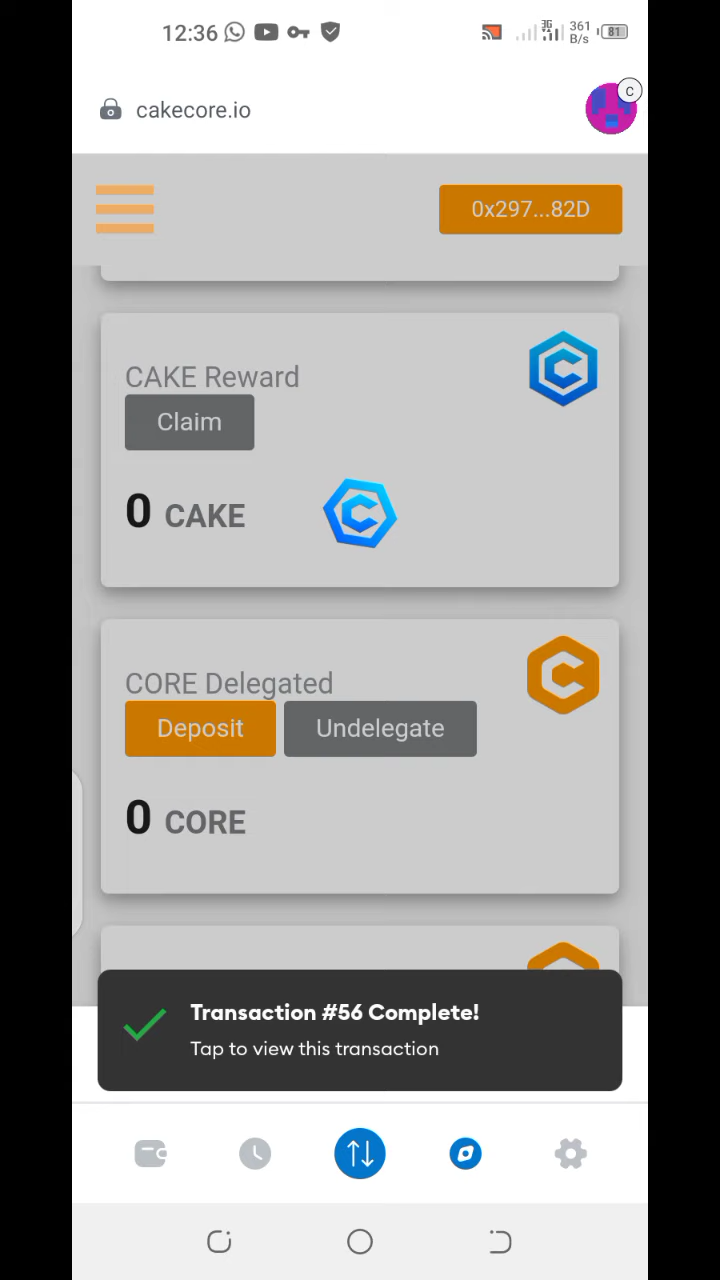 12:36
3G
361
B/s
81
cakecore.io
C
0x297...82D
CAKE Reward
Claim
0 CAKE
CORE Delegated
Deposit
Undelegate
0 CORE
Transaction #56 Complete!
Tap to view this transaction